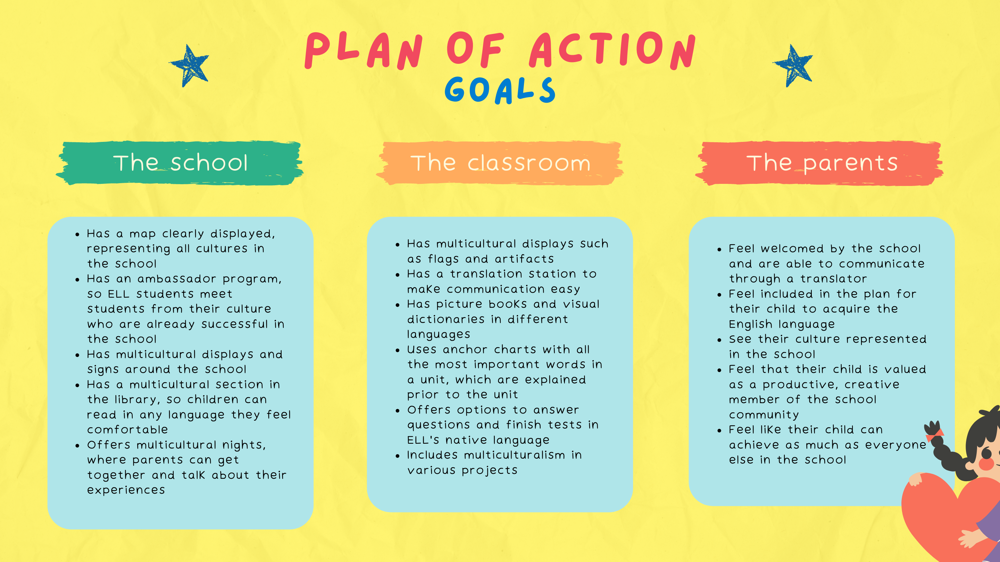 PLAN OF ACTION
GOALS
The school
• Has a map clearly displayed,
representing all cultures in
the school
• Has an ambassador program,
so ELL students meet
students from their culture
who are already successful in
the school
• Has multicultural displays and
signs around the school
• Has a multicultural section in
the library, so children can
read in any language they feel
comfortable
• Offers multicultural nights,
where parents can get
together and talk about their
experiences
The classroom
• Has multicultural displays such
as flags and artifacts
• Has a translation station to
make communication easy
• Has picture books and visual
dictionaries in different
languages
• Uses anchor charts with all
the most important words in
a unit, which are explained
prior to the unit
• Offers options to answer
questions and finish tests in
ELL's native language
• Includes multiculturalism in
various projects
The parents
• Feel welcomed by the school
and are able to communicate
through a translator
• Feel included in the plan for
their child to acquire the
English language
• See their culture represented
in the school
• Feel that their child is valued
as a productive, creative
member of the school
community
• Feel like their child can
achieve as much as everyone
else in the school